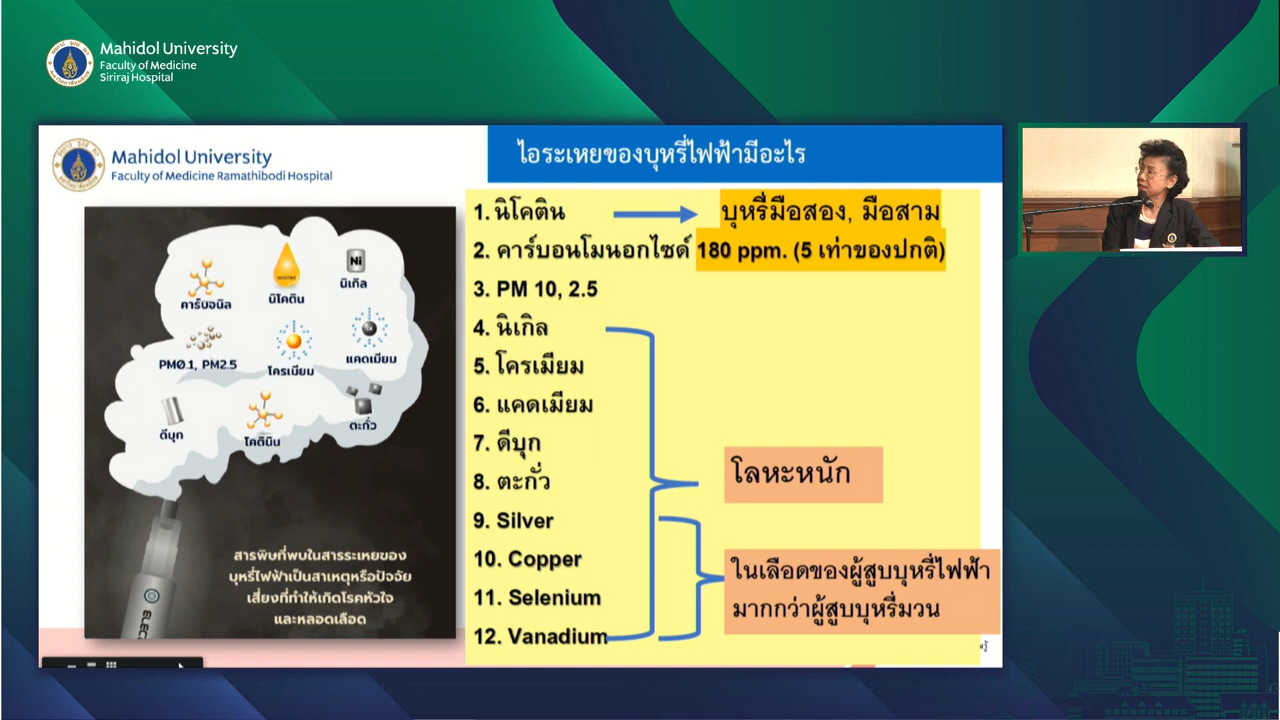 Mahidol University
Faculty of Medicine
Siriraj Hospital
Mahidol University
Faculty of Medicine Ramathibodi Hospital
ไอระเหยของบุหรี่ไฟฟ้ามีอะไร
คาร์บอนิล
NICOTINE
นิโคติน
Ni
นิเกิล
PM0.1, PM2.5
โครเมียม
แคดเมียม
ดีบุก
โคตินิน
ตะกั่ว
สารพิษที่พบในสารระเหยของ
บุหรี่ไฟฟ้าเป็นสาเหตุหรือปัจจัย
เสี่ยงที่ทำให้เกิดโรคหัวใจ
และหลอดเลือด
ELECT
1. นิโคติน บุหรี่มือสอง, มือสาม
2. คาร์บอนโมนอกไซด์ 180 ppm. (5 เท่าของปกติ)
3. PM 10, 2.5
4. นิเกิล
5. โครเมียม
6. แคดเมียม
7. ดีบุก
8. ตะกั่ว
9. Silver
10. Copper
11. Selenium
12. Vanadium
โลหะหนัก
ในเลือดของผู้สูบบุหรี่ไฟฟ้า
มากกว่าผู้สูบบุหรี่มวน